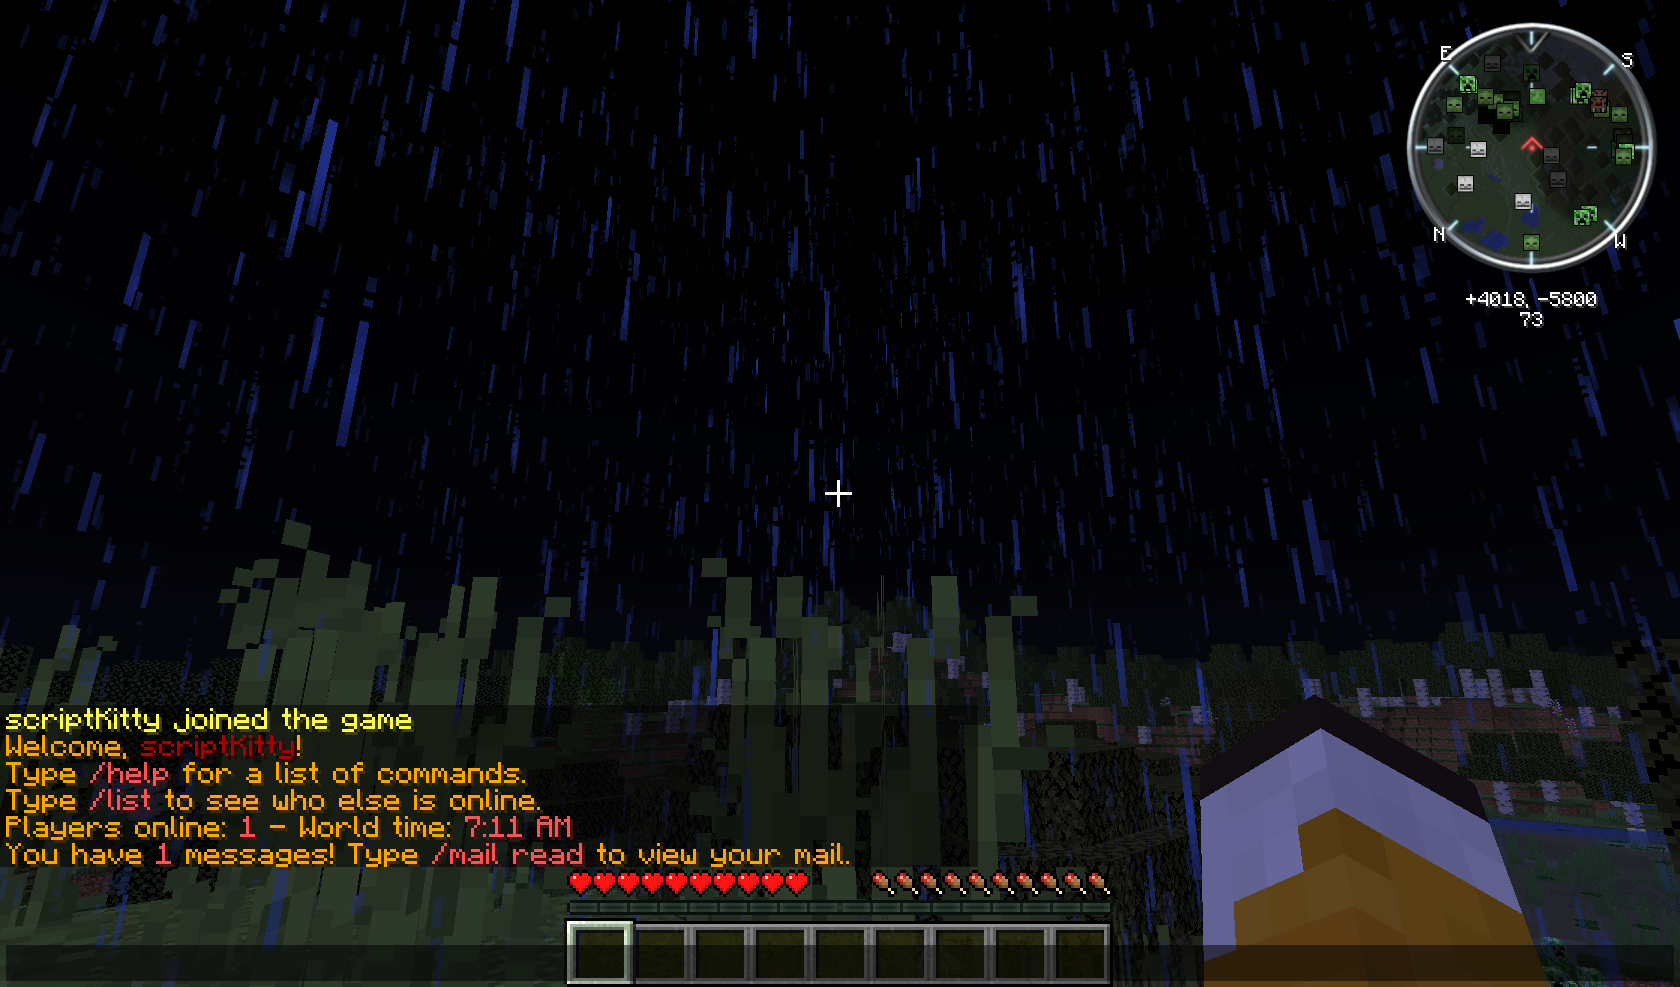 E
S
N
W
+4018, -5800
73
scriptKitty joined the game
Welcome, scriptKitty!
Type /help for a list of commands.
Type /list to see who else is online.
Players online: 1 - World time: 7:11 AM
You have 1 messages! Type /mail read to view your mail.